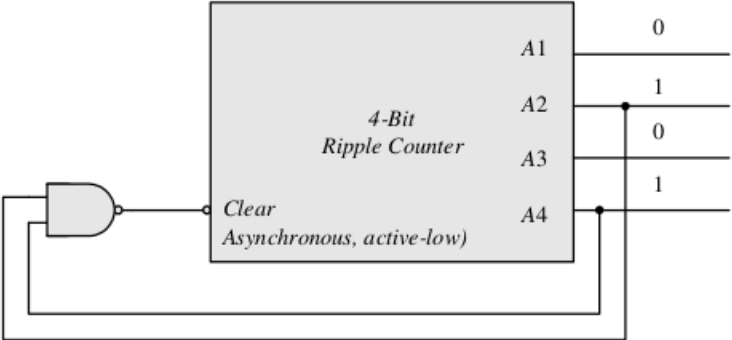 A1
0
A2
1
4-Bit
Ripple Counter
A3
0
A4
1
Clear
Asynchronous, active-low)